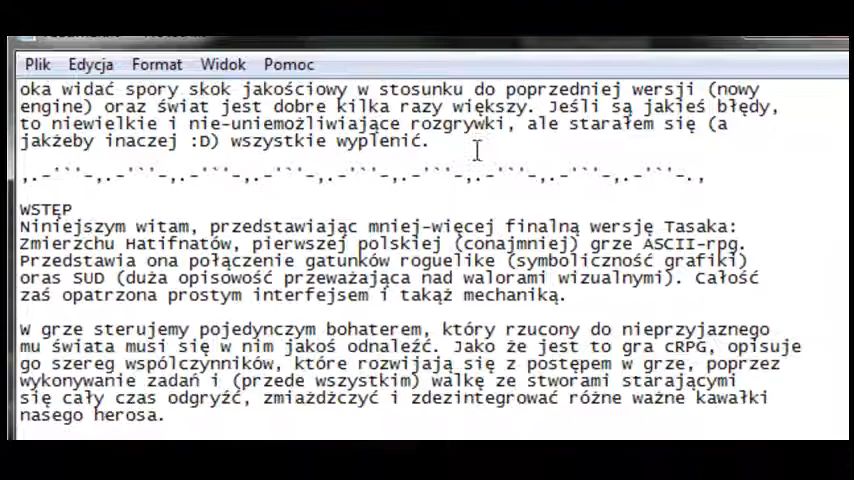 Plik Edycja Format Widok Pomoc
oka widać spory skok jakościowy w stosunku do poprzedniej wersji (nowy
engine) oraz świat jest dobre kilka razy większy. Jeśli są jakieś błędy,
to niewielkie i nie-uniemożliwiające rozgrywki, ale starałem się (a
jakżeby inaczej :D) wszystkie wyplenić.
,.-'``-,.-'``-,.-'``-,.-'``-,.-'``-,.-'``-,.-'``-,.-'``-,.-'``-.,
WSTĘP
Niniejszym witam, przedstawiając mniej-więcej finalną wersję Tasaka:
Zmierzchu Hatifnatów, pierwszej polskiej (conajmniej) grze ASCII-rpg.
Przedstawia ona połączenie gatunków roguelike (symboliczność grafiki)
oras SUD (duża opisowość przeważająca nad walorami wizualnymi). Całość
zaś opatrzona prostym interfejsem i takąż mechaniką.
W grze sterujemy pojedynczym bohaterem, który rzucony do nieprzyjaznego
mu świata musi się w nim jakoś odnaleźć. Jako że jest to gra cRPG, opisuje
go szereg wspólczynników, które rozwijają się z postępem w grze, poprzez
wykonywanie zadań i (przede wszystkim) walkę ze stworami starającymi
się cały czas odgryźć, zmiażdżczyć i zdezintegrować różne ważne kawałki
nasego herosa.